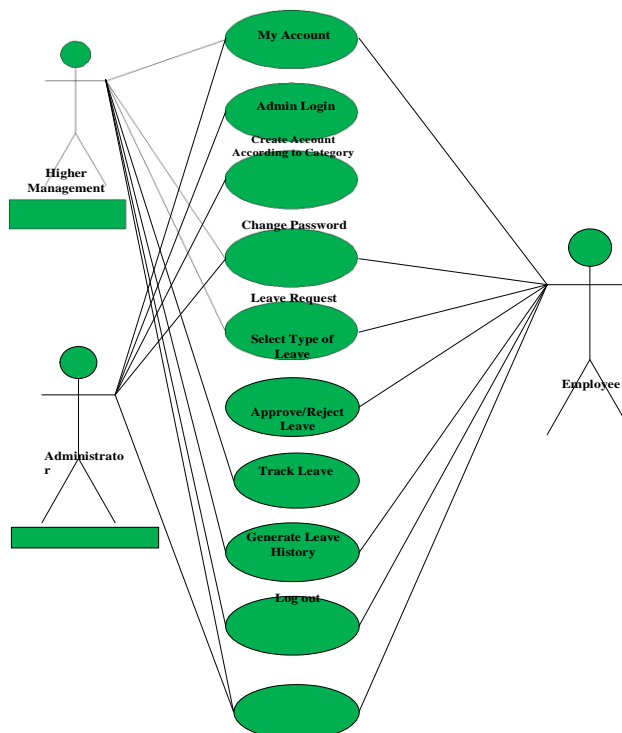 My Account
Admin Login
Create Account
According to Category
Higher
Management
Change Password
Leave Request
Select Type of
Leave
Employee
Approve/Reject
Leave
Administrato
r
Track Leave
Generate Leave
History
Log out